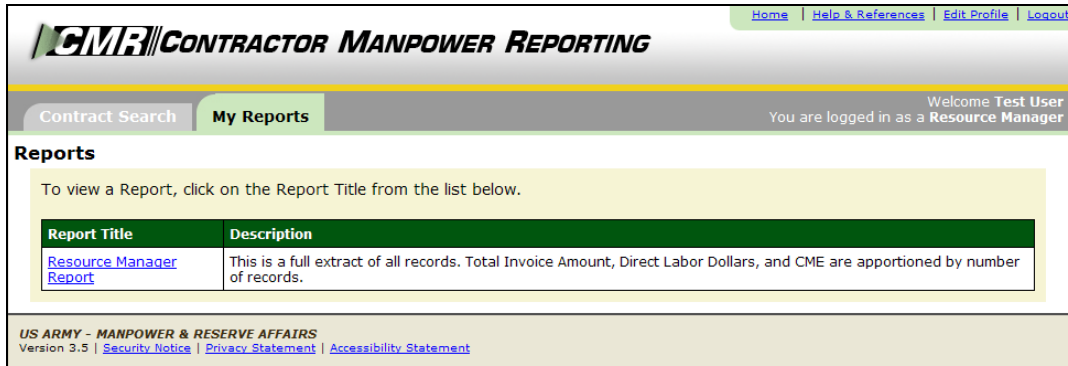 Home | Help & References | Edit Profile | Logout
CMR CONTRACTOR MANPOWER REPORTING
Contract Search My Reports
Welcome Test User
You are logged in as a Resource Manager
Reports
To view a Report, click on the Report Title from the list below.
Report Title Description
Resource Manager Report
This is a full extract of all records. Total Invoice Amount, Direct Labor Dollars, and CME are apportioned by number
of records.
US ARMY - MANPOWER & RESERVE AFFAIRS
Version 3.5 | Security Notice | Privacy Statement | Accessibility Statement